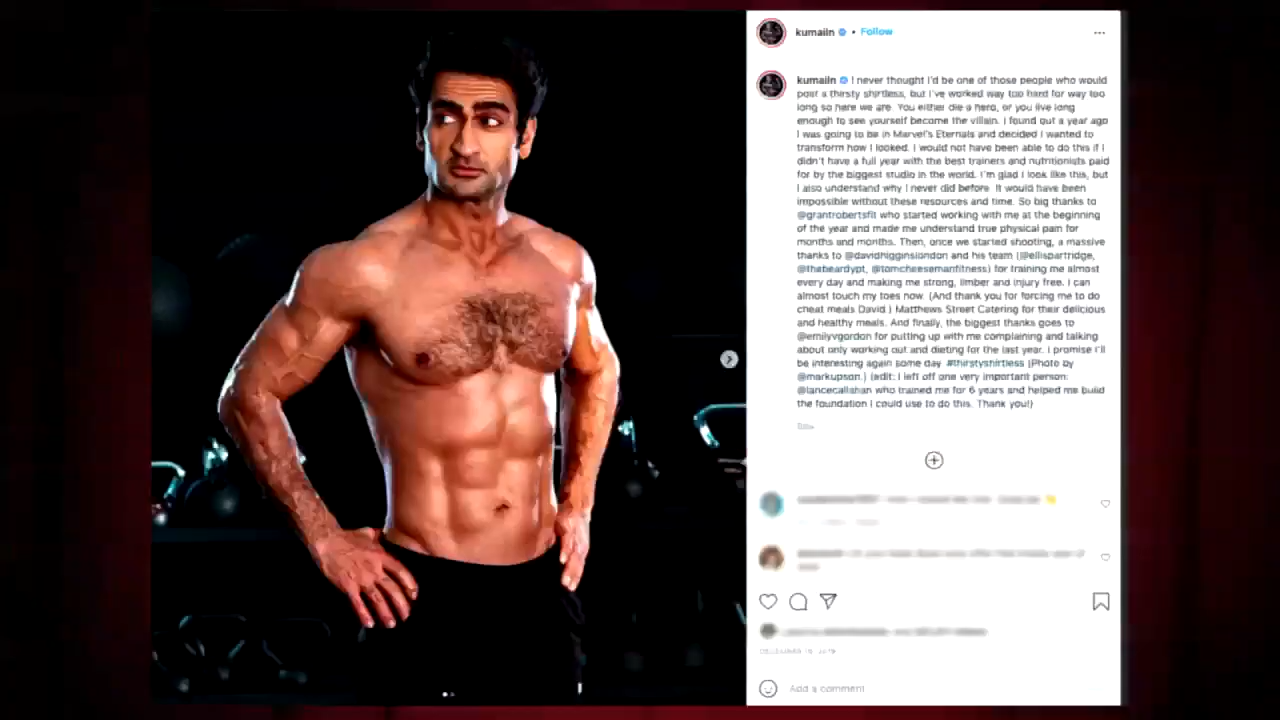 kumailn • Follow
kumailn I never thought I'd be one of those people who would
post a thirsty shirtless, but I've worked way too hard for way too
long so here we are. You either die a hero, or you live long
enough to see yourself become the villain. I found out a year ago
I was going to be in Marvel's Eternals and decided I wanted to
transform how I looked. I would not have been able to do this if I
didn't have a full year with the best trainers and nutritionists paid
for by the biggest studio in the world. I'm glad I look like this, but
I also understand why I never did before. It would have been
impossible without these resources and time. So big thanks to
@grantrobertsfit who started working with me at the beginning
of the year and made me understand true physical pain for
months and months. Then, once we started shooting, a massive
thanks to @davidhigginslondon and his team (@ellispartridge,
@thebeardypt, @tomcheesemanfitness) for training me almost
every day and making me strong, limber and injury free. I can
almost touch my toes now. (And thank you for forcing me to do
cheat meals David.) Matthews Street Catering for their delicious
and healthy meals. And finally, the biggest thanks goes to
@emilyvgordon for putting up with me complaining and talking
about only working out and dieting for the last year. I promise I'll
be interesting again some day. #thirstyshirtless (Photo by
@markupson.) (edit: I left off one very important person:
@lancecallahan who trained me for 6 years and helped me build
the foundation I could use to do this. Thank you!)
Add a comment